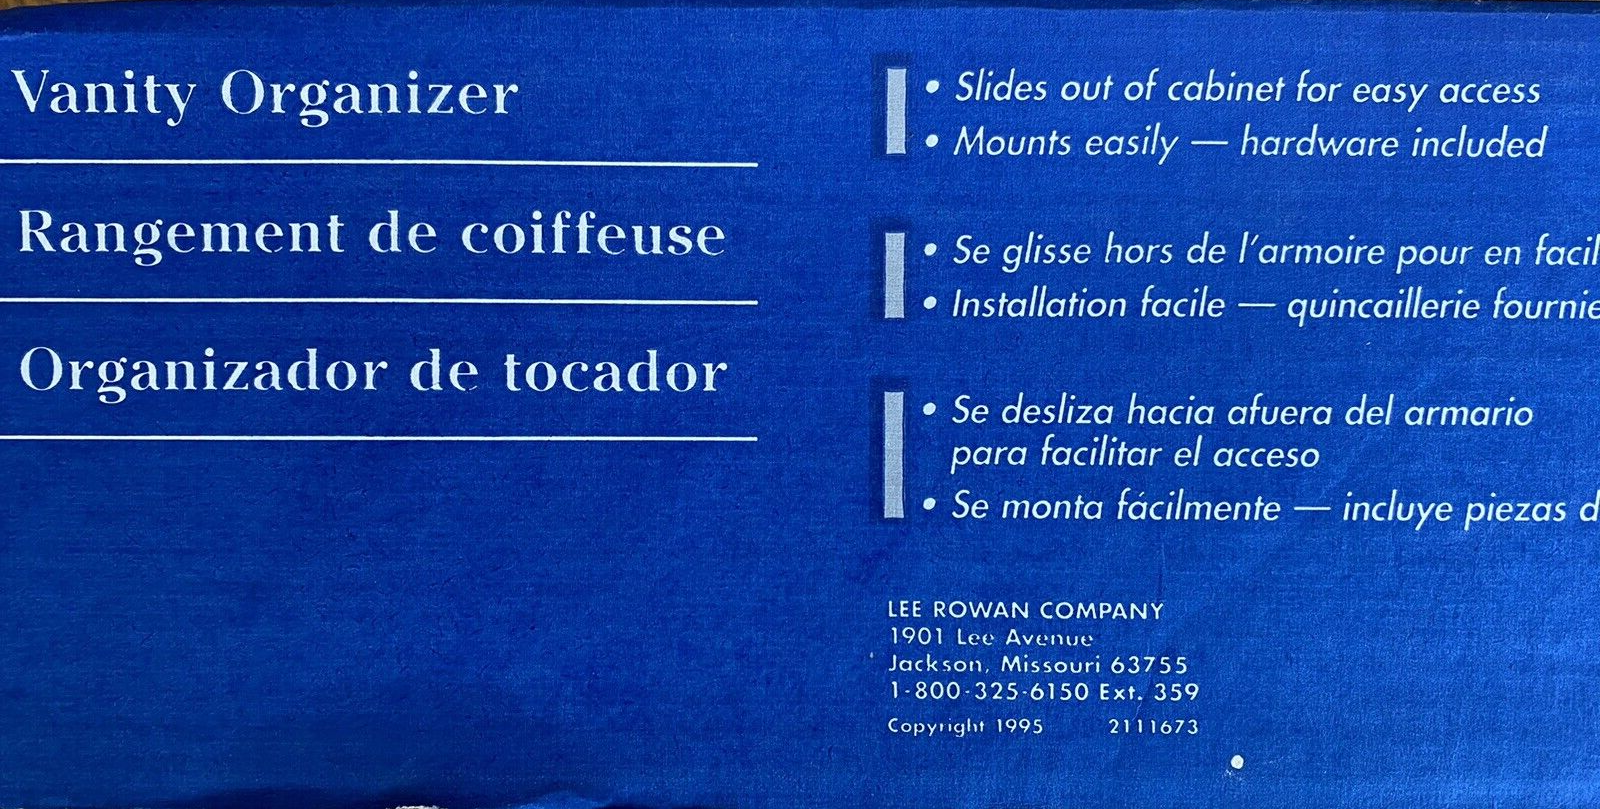 Vanity Organizer
Rangement de coiffeuse
Organizador de tocador
• Slides out of cabinet for easy access
• Mounts easily — hardware included
• Se glisse hors de l'armoire pour en facil
• Installation facile — quincaillerie fournie
• Se desliza hacia afuera del armario
para facilitar el acceso
• Se monta fácilmente — incluye piezas d
LEE ROWAN COMPANY
1901 Lee Avenue
Jackson, Missouri 63755
1-800-325-6150 Ext. 359
Copyright 1995 2111673